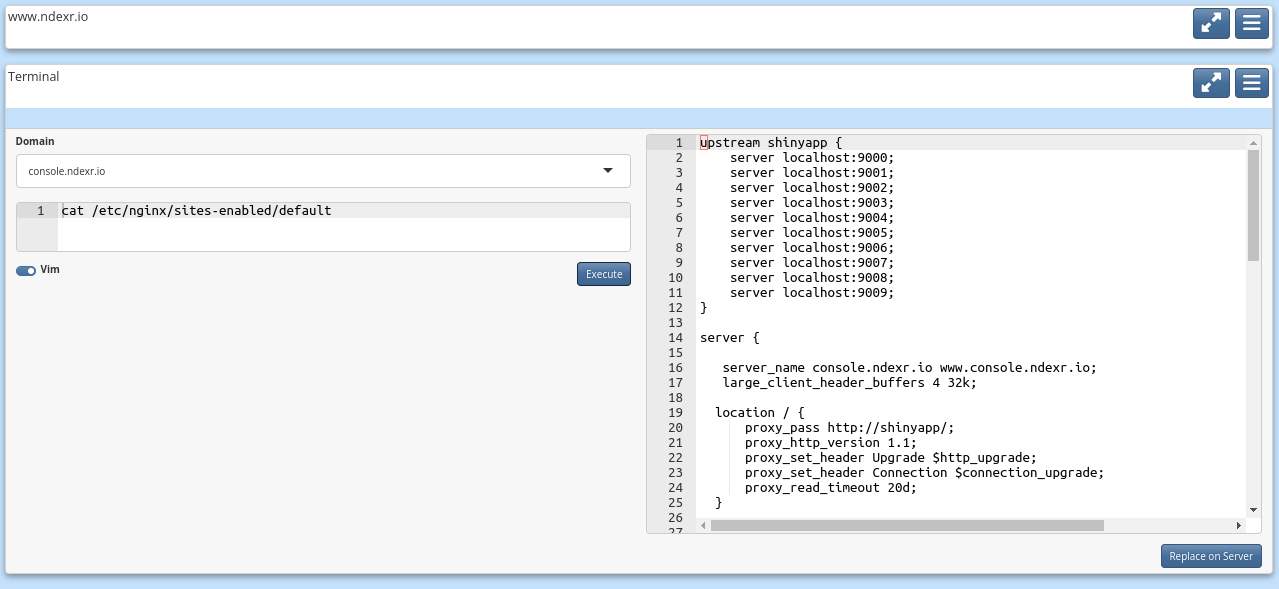 www.ndexr.io
Terminal
Domain
console.ndexr.io
1 cat /etc/nginx/sites-enabled/default
Vim
Execute
1 upstream shinyapp {
2 server localhost:9000;
3 server localhost:9001;
4 server localhost:9002;
5 server localhost:9003;
6 server localhost:9004;
7 server localhost:9005;
8 server localhost:9006;
9 server localhost:9007;
10 server localhost:9008;
11 server localhost:9009;
12 }
13
14 server {
15
16 server_name console.ndexr.io www.console.ndexr.io;
17 large_client_header_buffers 4 32k;
18
19 location / {
20 proxy_pass http://shinyapp/;
21 proxy_http_version 1.1;
22 proxy_set_header Upgrade $http_upgrade;
23 proxy_set_header Connection $connection_upgrade;
24 proxy_read_timeout 20d;
25 }
26
27
Replace on Server